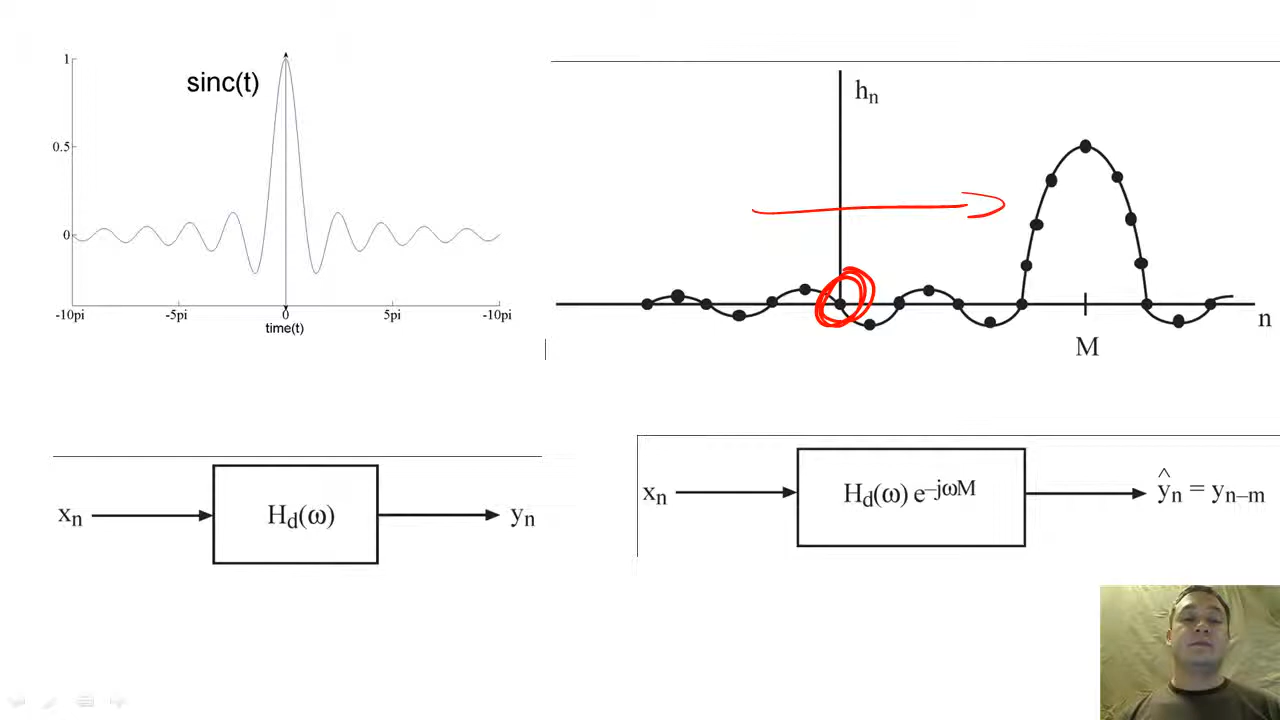 sinc(t)
1
0.5
0
-10pi -5pi 0 5pi -10pi
time(t)
hn
n
M
xn
Hd(ω)
yn
xn
Hd(ω) e–jωM
^yn = yn–m